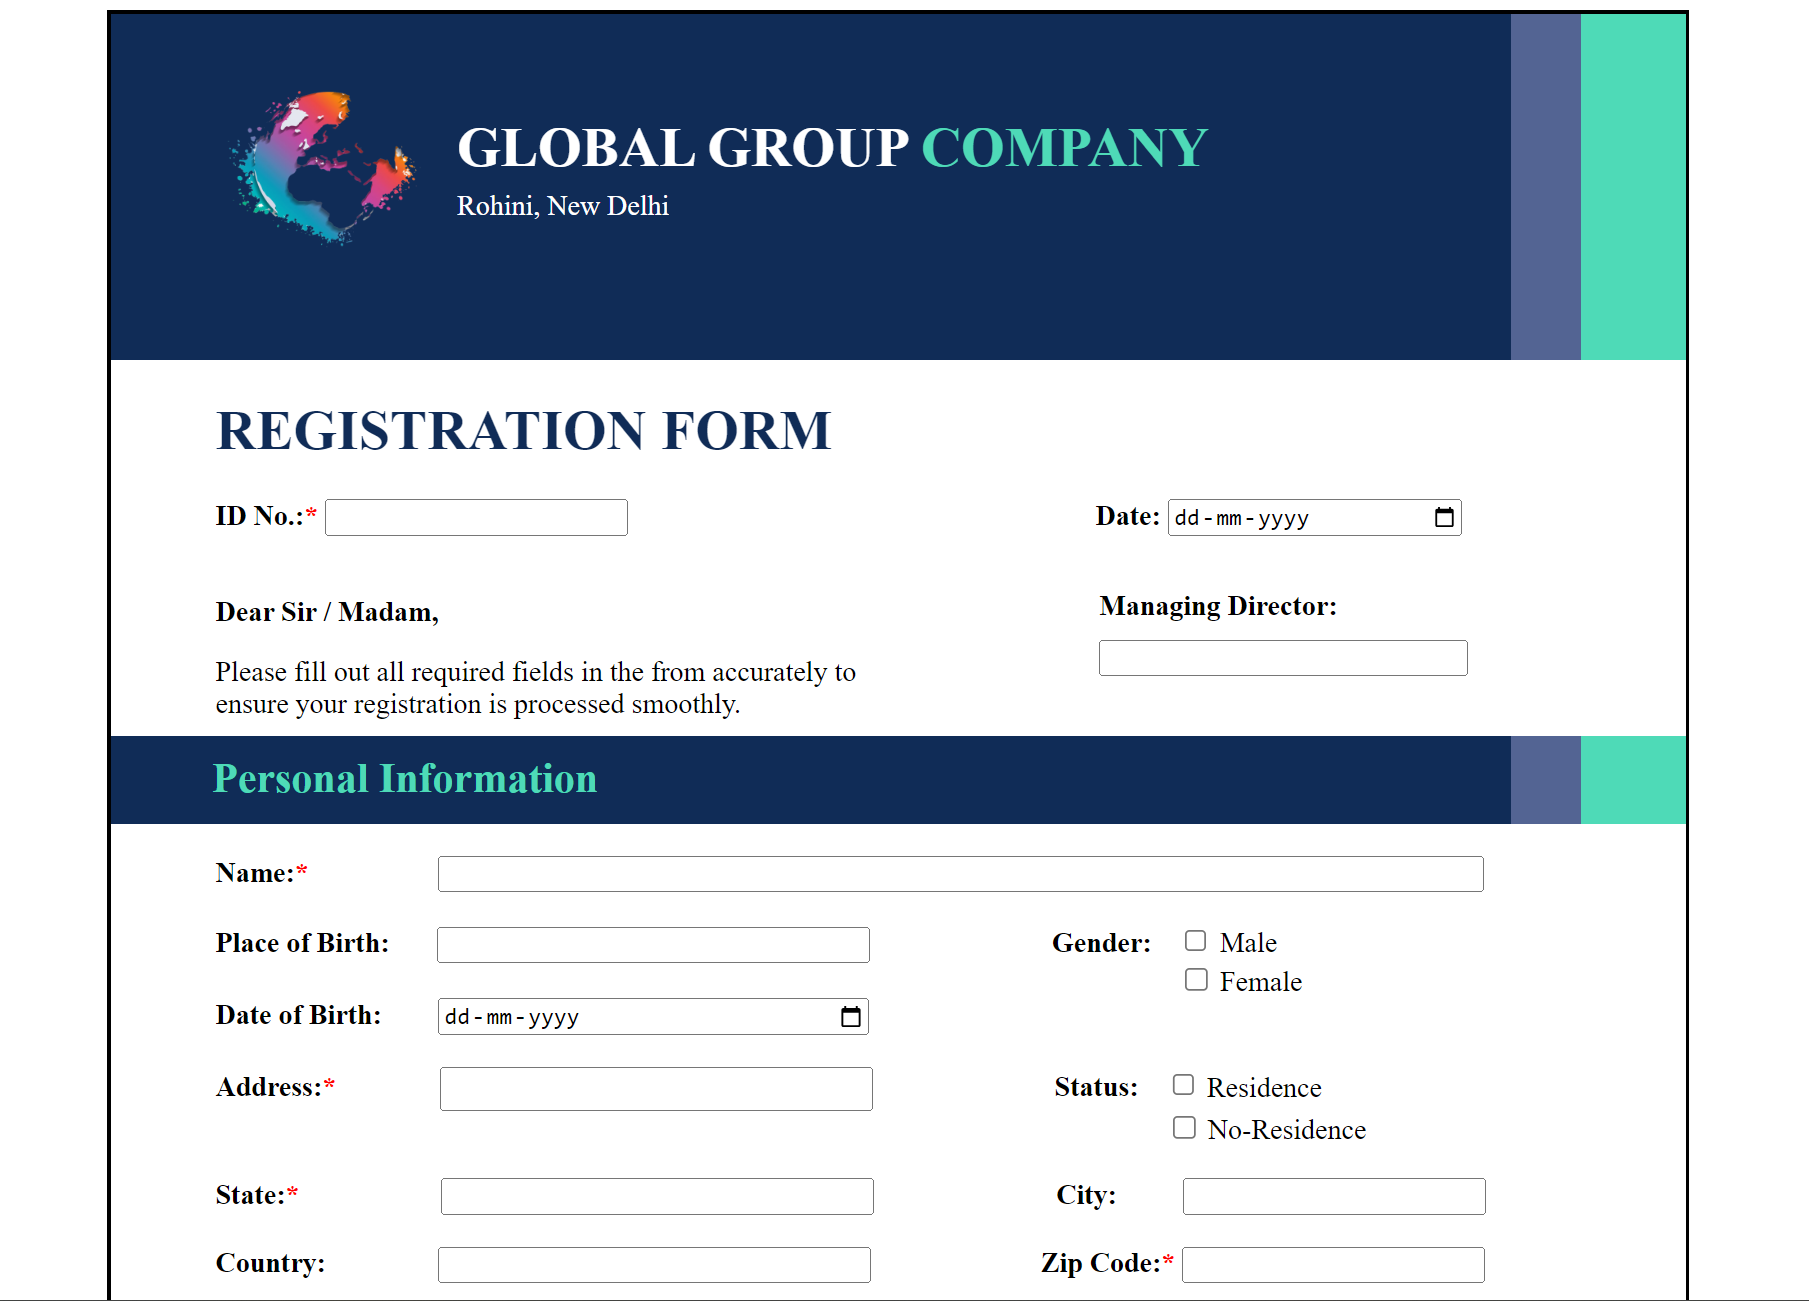 GLOBAL GROUP COMPANY
Rohini, New Delhi
REGISTRATION FORM
ID No.:*
Date: dd-mm-yyyy
Dear Sir / Madam,
Managing Director:
Please fill out all required fields in the from accurately to
ensure your registration is processed smoothly.
Personal Information
Name:*
Place of Birth:
Gender: Male
Female
Date of Birth: dd-mm-yyyy
Address:*
Status: Residence
No-Residence
State:*
City:
Country:
Zip Code:*